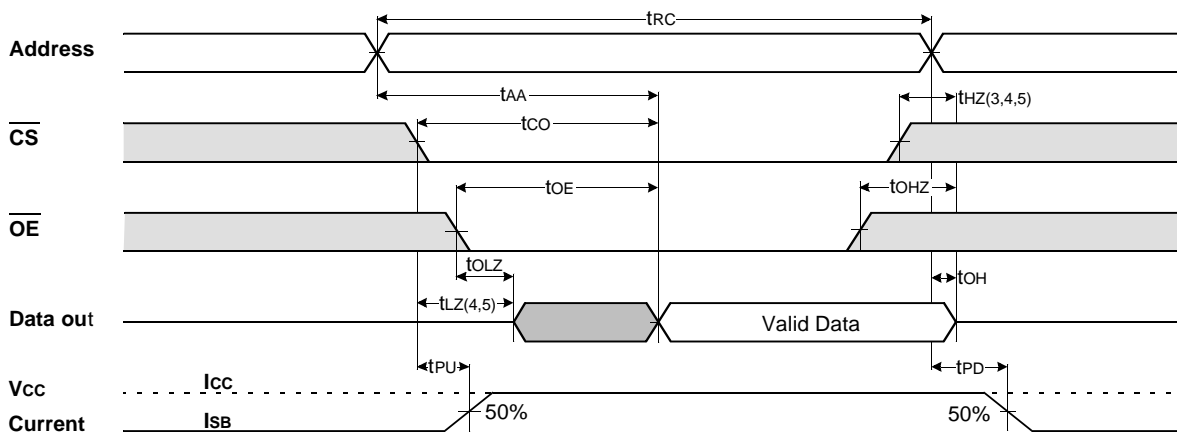 tRC
Address
tAA
tHZ(3,4,5)
CS
tCO
tOE
tOHZ
OE
tOLZ
tOH
tLZ(4,5)
Data out
Valid Data
tPU
tPD
VCC
ICC
50%
50%
Current
ISB